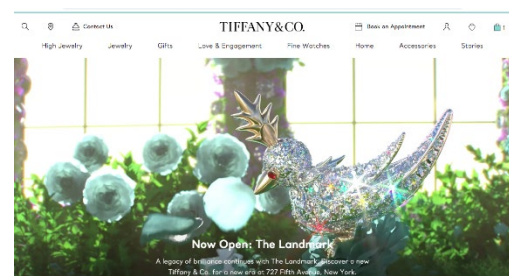 Contact Us
TIFFANY&CO.
Book an Appointment
1
High Jewelry Jewelry Gifts Love & Engagement Fine Watches Home Accessories Stories
Now Open: The Landmark
A legacy of brilliance continues with The Landmark. Discover a new
Tiffany & Co. for a new era at 727 Fifth Avenue, New York.